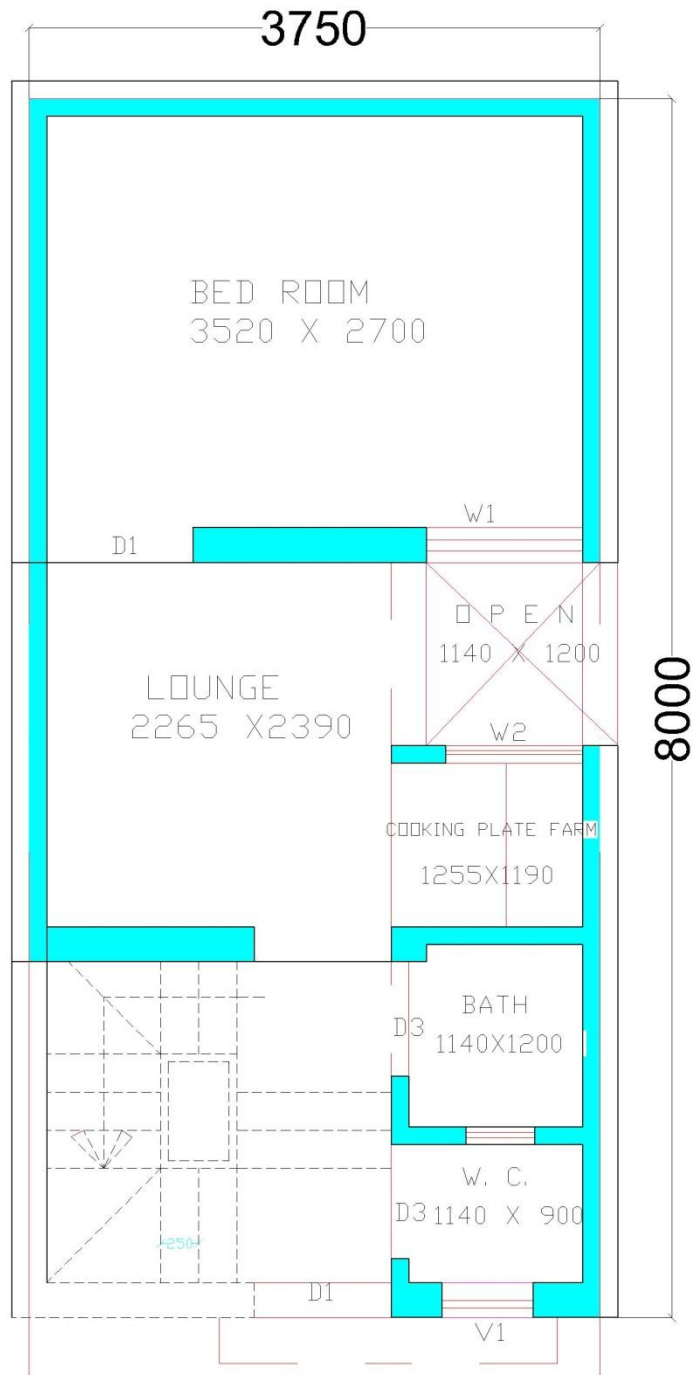 3750
BED ROOM
3520 X 2700
W1
D1
O P E N
1140 X 1200
LOUNGE
2265 X2390
8000
W2
COOKING PLATE FARM
1255X1190
BATH
D3
1140X1200
W. C.
D3
1140 X 900
250
D1
V1